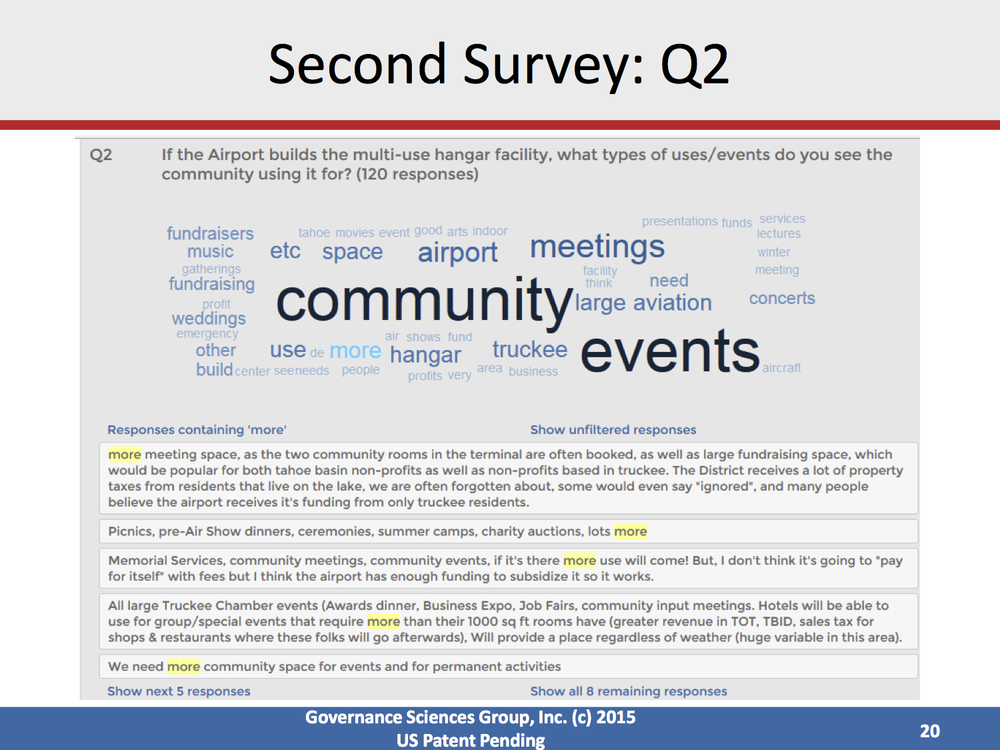 Second Survey: Q2
Q2 If the Airport builds the multi-use hangar facility, what types of uses/events do you see the
community using it for? (120 responses)
presentations funds services
fundraisers tahoe movies event good arts indoor lectures
music etc space airport meetings winter
gatherings facility meeting
fundraising community think need
profit large aviation concerts
weddings
emergency air shows fund
other use de more hangar truckee events
build center see needs people profits very area business aircraft
Responses containing 'more' Show unfiltered responses
more meeting space, as the two community rooms in the terminal are often booked, as well as large fundraising space, which
would be popular for both tahoe basin non-profits as well as non-profits based in truckee. The District receives a lot of property
taxes from residents that live on the lake, we are often forgotten about, some would even say "ignored", and many people
believe the airport receives it's funding from only truckee residents.
Picnics, pre-Air Show dinners, ceremonies, summer camps, charity auctions, lots more
Memorial Services, community meetings, community events, if it's there more use will come! But, I don't think it's going to "pay
for itself" with fees but I think the airport has enough funding to subsidize it so it works.
All large Truckee Chamber events (Awards dinner, Business Expo, Job Fairs, community input meetings. Hotels will be able to
use for group/special events that require more than their 1000 sq ft rooms have (greater revenue in TOT, TBID, sales tax for
shops & restaurants where these folks will go afterwards), Will provide a place regardless of weather (huge variable in this area).
We need more community space for events and for permanent activities
Show next 5 responses Show all 8 remaining responses
Governance Sciences Group, Inc. (c) 2015
US Patent Pending
20